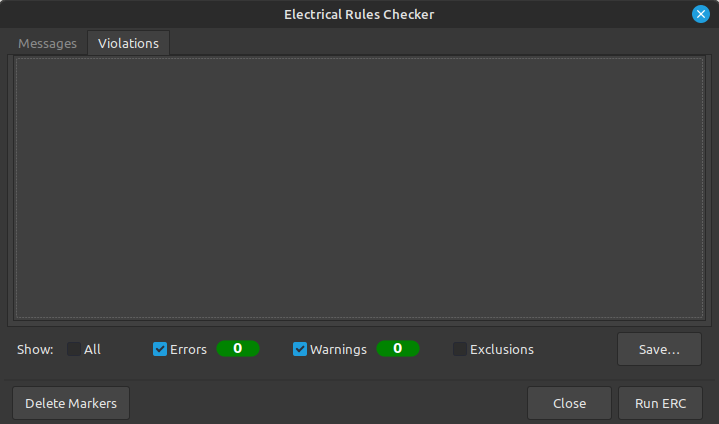 Electrical Rules Checker
Messages Violations
Show: All Errors 0 Warnings 0 Exclusions Save...
Delete Markers Close Run ERC